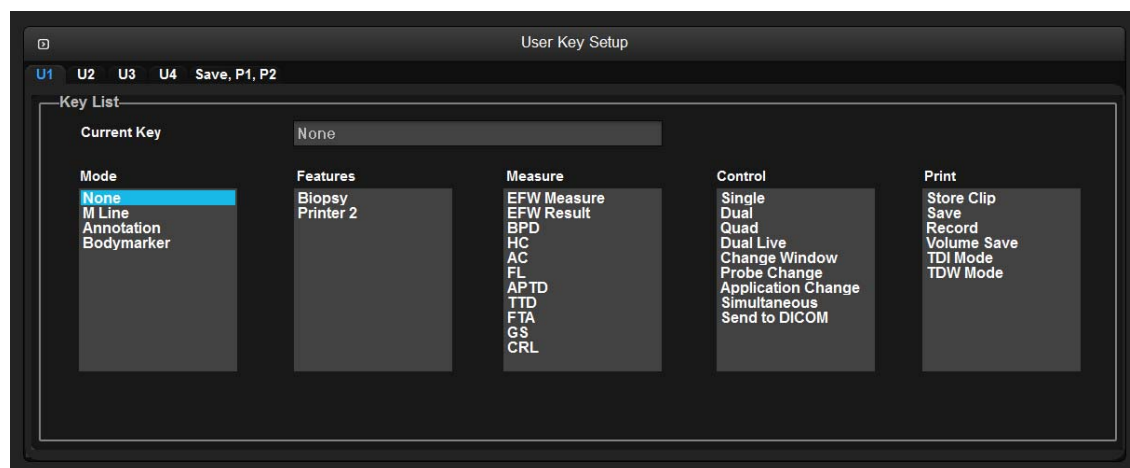 User Key Setup
U1 U2 U3 U4 Save, P1, P2
Key List
Current Key None
Mode
None
M Line
Annotation
Bodymarker
Features
Biopsy
Printer 2
Measure
EFW Measure
EFW Result
BPD
HC
AC
FL
APTD
TTD
FTA
GS
CRL
Control
Single
Dual
Quad
Dual Live
Change Window
Probe Change
Application Change
Simultaneous
Send to DICOM
Print
Store Clip
Save
Record
Volume Save
TDI Mode
TDW Mode